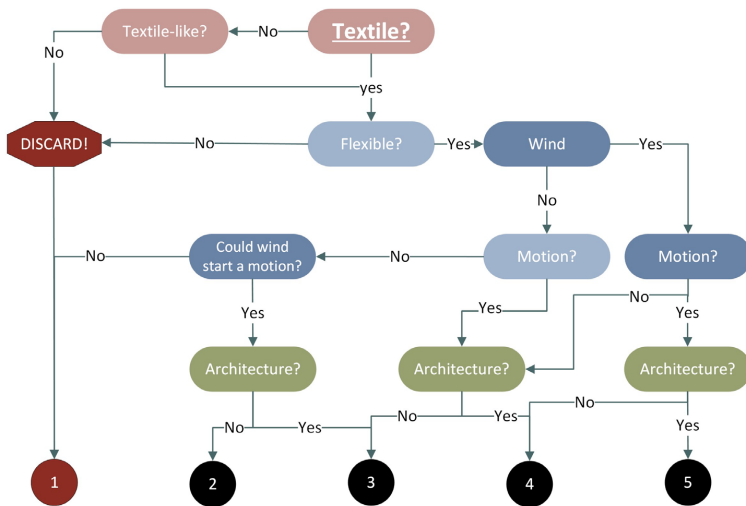 Textile-like?
No
Textile?
No
yes
DISCARD!
No
Flexible?
Yes
Wind
Yes
No
No
Could wind
start a motion?
No
Motion?
Motion?
Yes
Yes
No
Yes
Architecture?
Architecture?
Architecture?
No
Yes
No
Yes
No
Yes
1
2
3
4
5